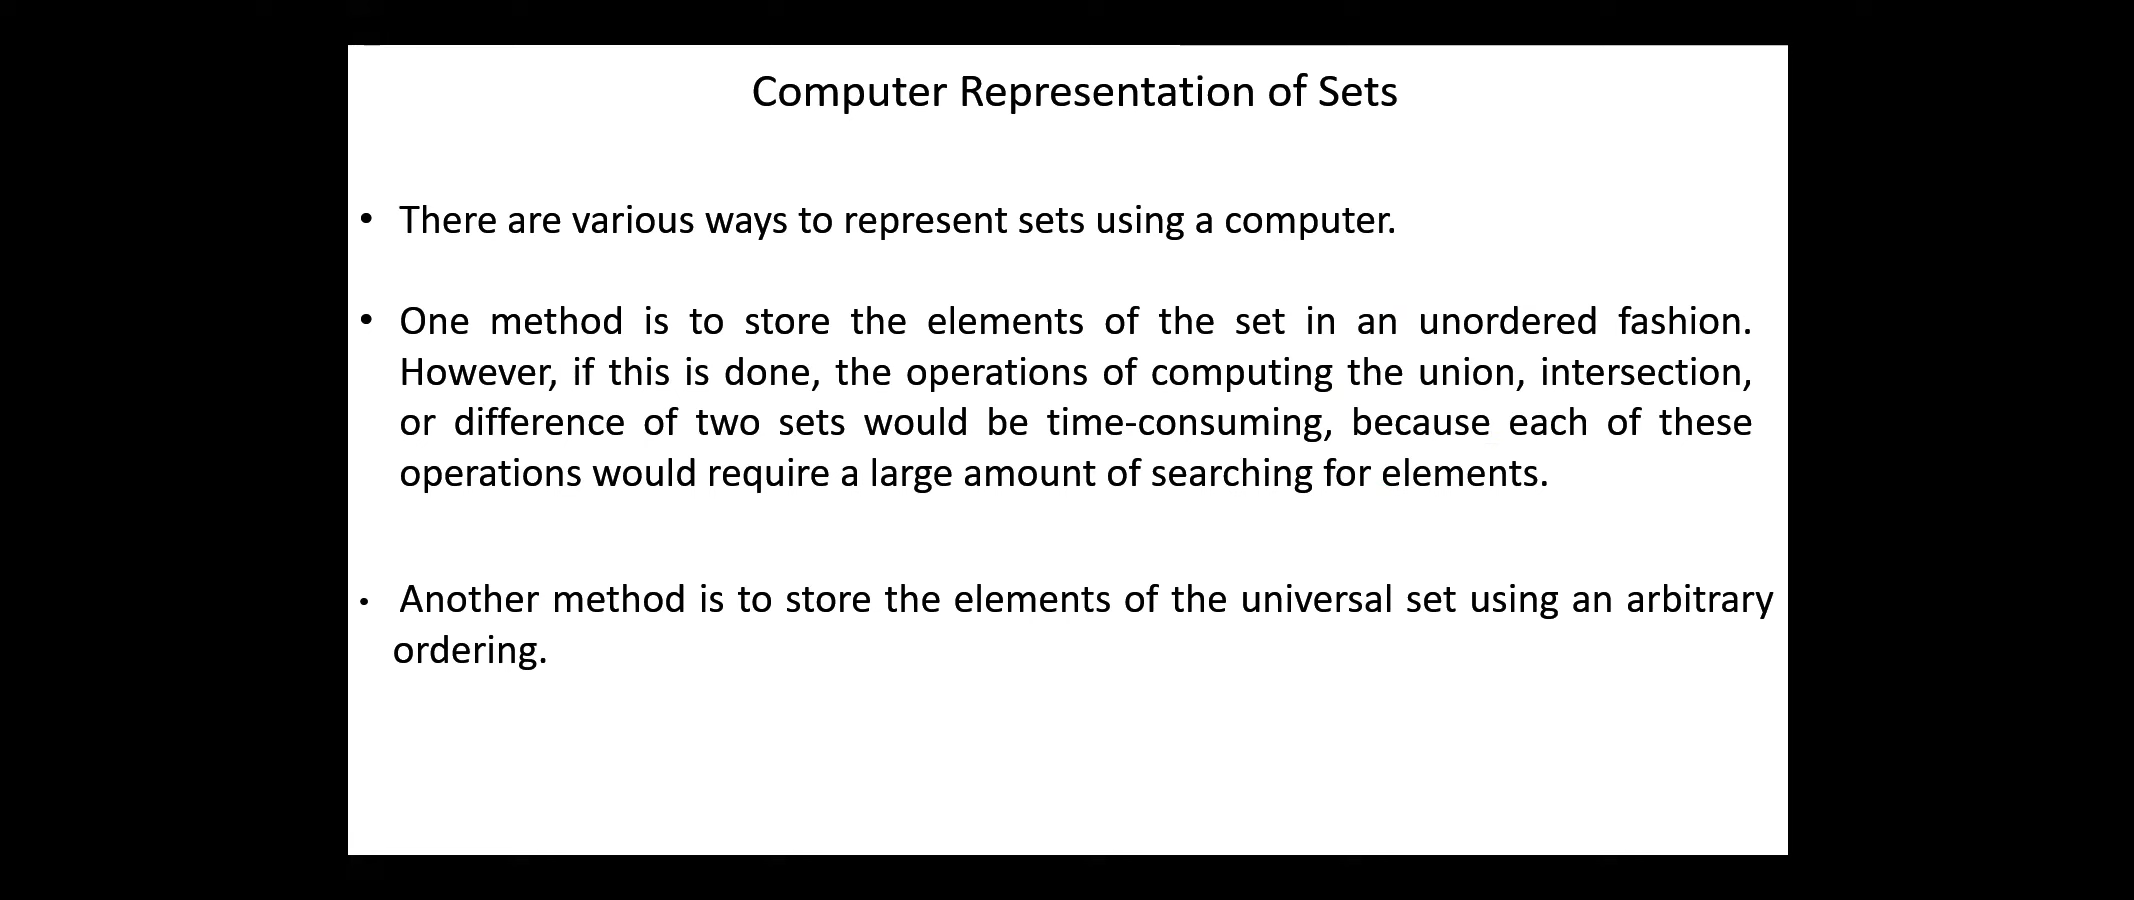 Computer Representation of Sets
• There are various ways to represent sets using a computer.
• One method is to store the elements of the set in an unordered fashion.
However, if this is done, the operations of computing the union, intersection,
or difference of two sets would be time-consuming, because each of these
operations would require a large amount of searching for elements.
• Another method is to store the elements of the universal set using an arbitrary
ordering.